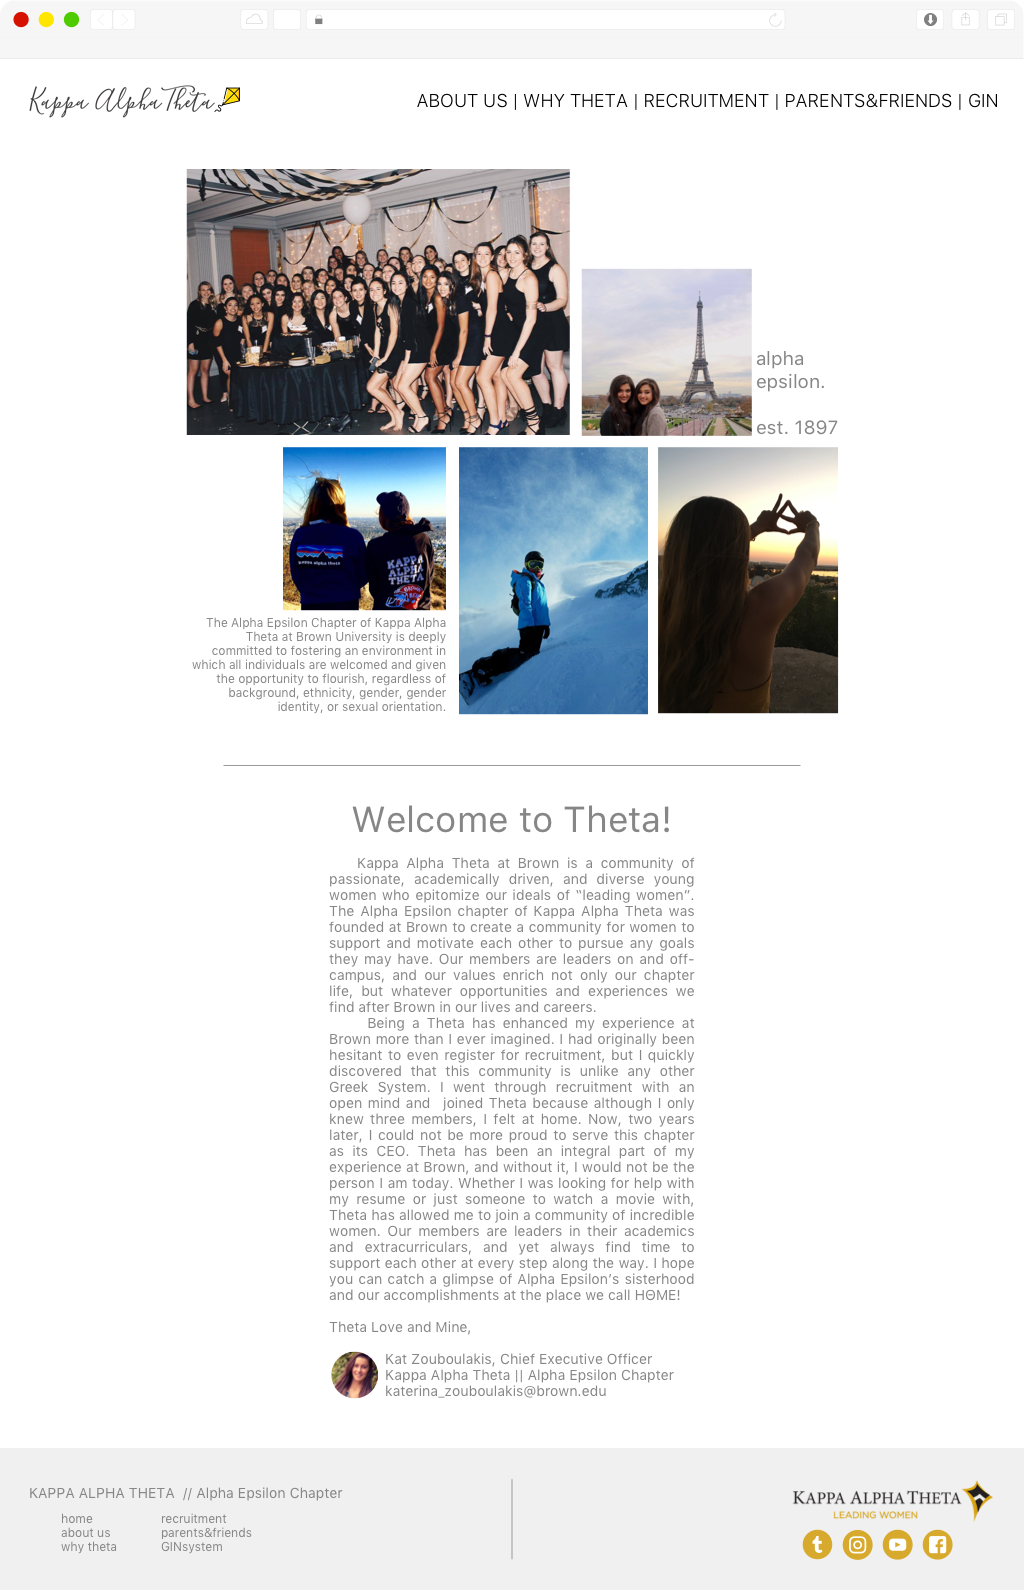 Kappa Alpha Theta
ABOUT US | WHY THETA | RECRUITMENT | PARENTS&FRIENDS | GIN
alpha
epsilon.
est. 1897
Kappa alpha theta
KAPPA
ALPHA
THETA
The Alpha Epsilon Chapter of Kappa Alpha
Theta at Brown University is deeply
committed to fostering an environment in
which all individuals are welcomed and given
the opportunity to flourish, regardless of
background, ethnicity, gender, gender
identity, or sexual orientation.
Welcome to Theta!
Kappa Alpha Theta at Brown is a community of
passionate, academically driven, and diverse young
women who epitomize our ideals of “leading women”.
The Alpha Epsilon chapter of Kappa Alpha Theta was
founded at Brown to create a community for women to
support and motivate each other to pursue any goals
they may have. Our members are leaders on and off-
campus, and our values enrich not only our chapter
life, but whatever opportunities and experiences we
find after Brown in our lives and careers.
Being a Theta has enhanced my experience at
Brown more than I ever imagined. I had originally been
hesitant to even register for recruitment, but I quickly
discovered that this community is unlike any other
Greek System. I went through recruitment with an
open mind and joined Theta because although I only
knew three members, I felt at home. Now, two years
later, I could not be more proud to serve this chapter
as its CEO. Theta has been an integral part of my
experience at Brown, and without it, I would not be the
person I am today. Whether I was looking for help with
my resume or just someone to watch a movie with,
Theta has allowed me to join a community of incredible
women. Our members are leaders in their academics
and extracurriculars, and yet always find time to
support each other at every step along the way. I hope
you can catch a glimpse of Alpha Epsilon’s sisterhood
and our accomplishments at the place we call HΘME!
Theta Love and Mine,
Kat Zouboulakis, Chief Executive Officer
Kappa Alpha Theta || Alpha Epsilon Chapter
katerina_zouboulakis@brown.edu
KAPPA ALPHA THETA // Alpha Epsilon Chapter
home
about us
why theta
recruitment
parents&friends
GINsystem
KAPPA ALPHA THETA
LEADING WOMEN